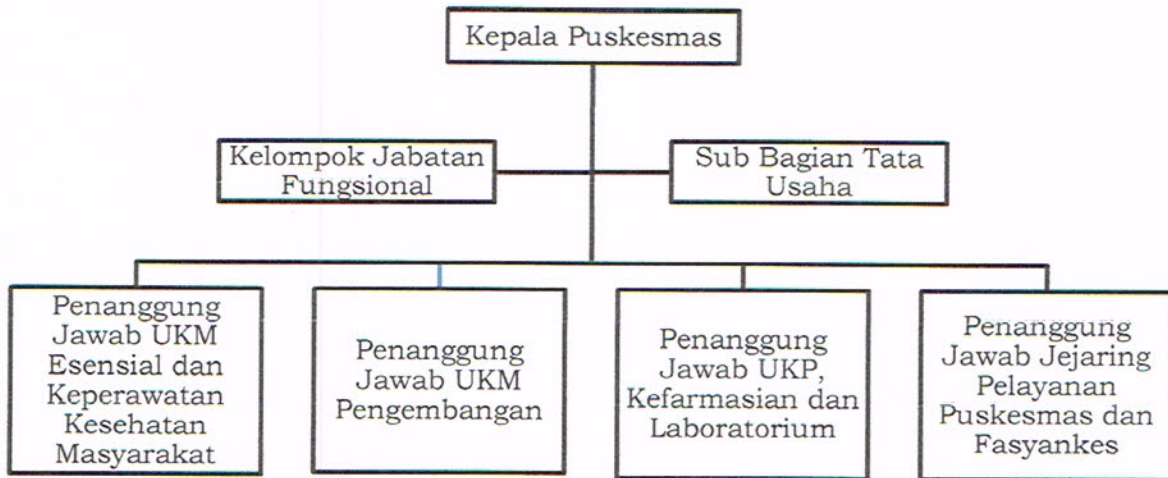 Kepala Puskesmas
Kelompok Jabatan
Fungsional
Sub Bagian Tata
Usaha
Penanggung
Jawab UKM
Esensial dan
Keperawatan
Kesehatan
Masyarakat
Penanggung
Jawab UKM
Pengembangan
Penanggung
Jawab UKP,
Kefarmasian dan
Laboratorium
Penanggung
Jawab Jejaring
Pelayanan
Puskesmas dan
Fasyankes